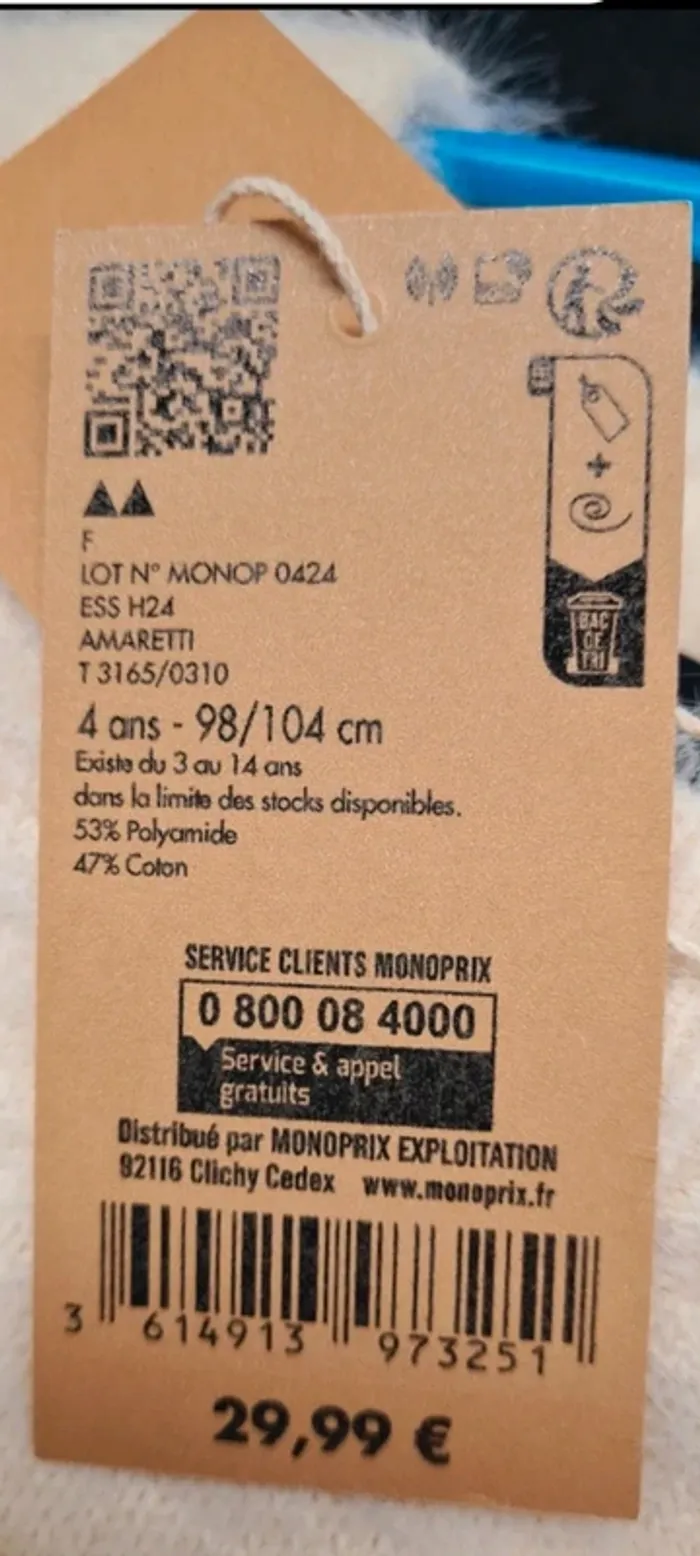 F
LOT N° MONOP 0424
ESS H24
AMARETTI
T 3165/0310
4 ans - 98/104 cm
Existe du 3 au 14 ans
dans la limite des stocks disponibles.
53% Polyamide
47% Coton
BAC
DE
TRI
SERVICE CLIENTS MONOPRIX
0 800 08 4000
Service & appel
gratuits
Distribué par MONOPRIX EXPLOITATION
92116 Clichy Cedex www.monoprix.fr
3 614913 973251
29,99 €